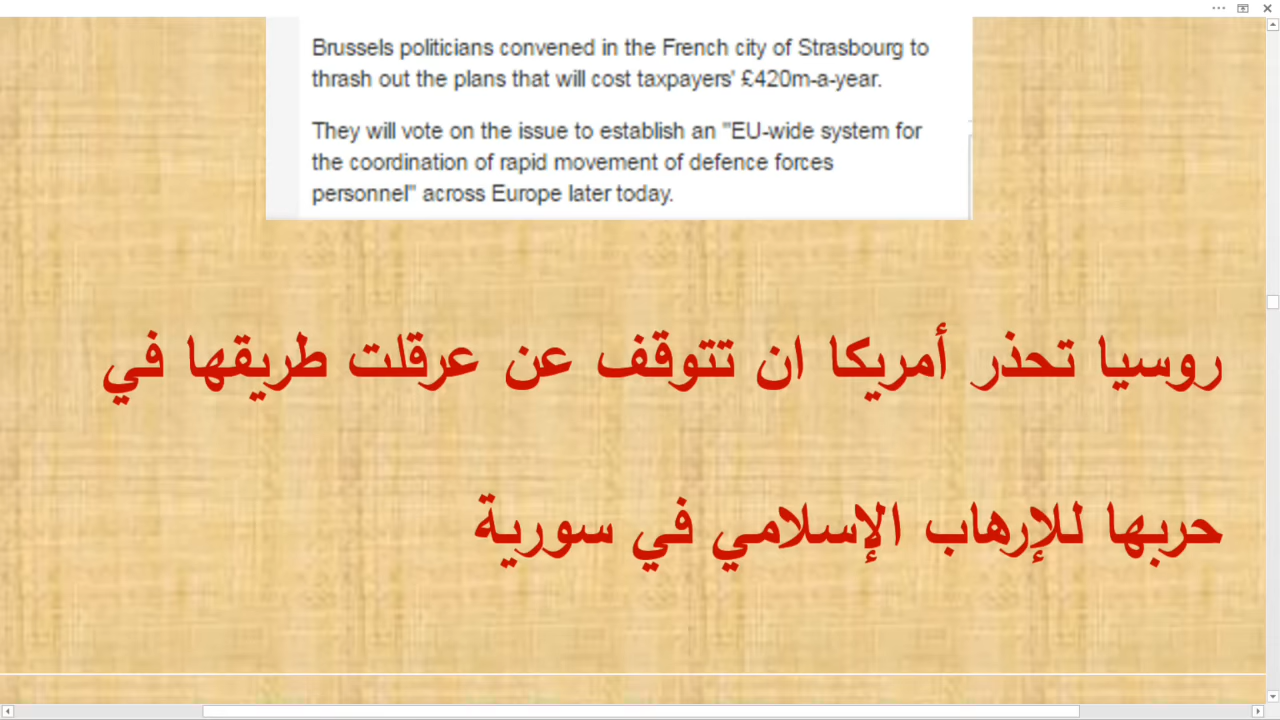 Brussels politicians convened in the French city of Strasbourg to
thrash out the plans that will cost taxpayers' £420m-a-year.
They will vote on the issue to establish an "EU-wide system for
the coordination of rapid movement of defence forces
personnel" across Europe later today.
روسيا تحذر أمريكا ان تتوقف عن عرقلت طريقها في
حربها للإرهاب الإسلامي في سورية